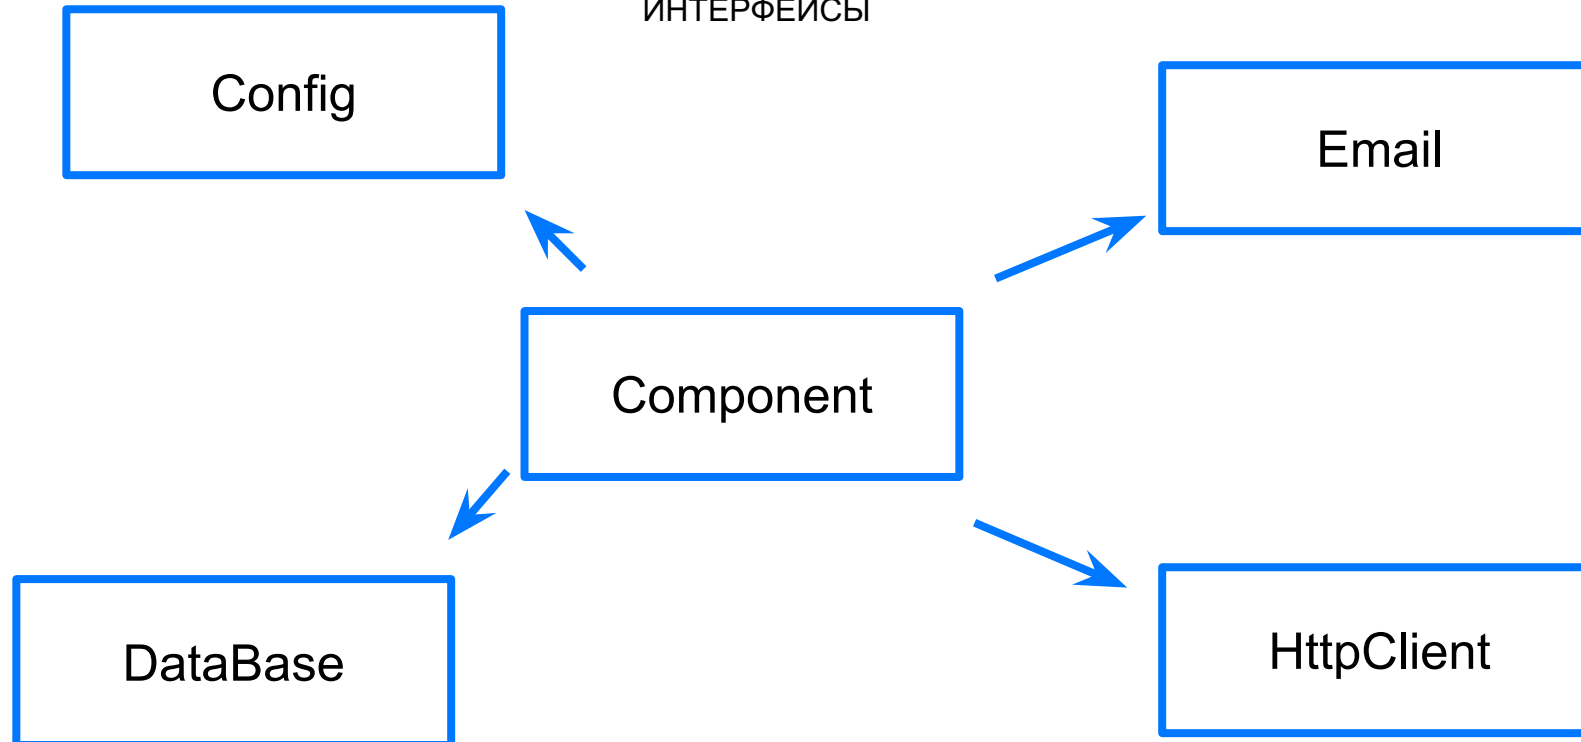 ИНТЕРФЕЙСЫ
Config
Email
Component
DataBase
HttpClient